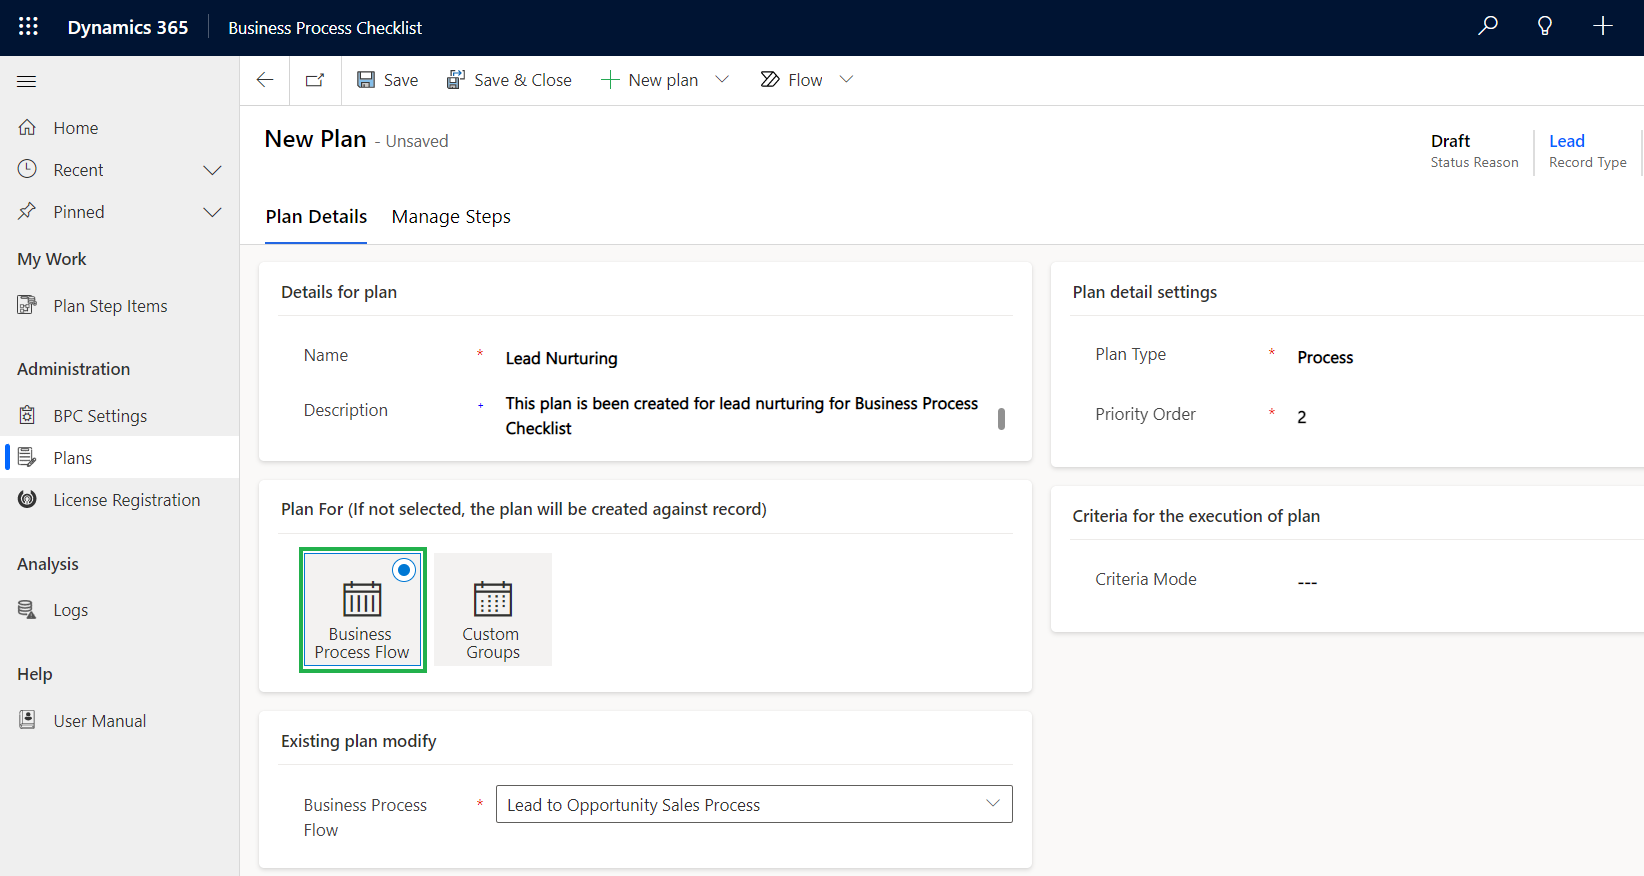 Dynamics 365
Business Process Checklist
Save
Save & Close
New plan
Flow
Home
Recent
Pinned
My Work
Plan Step Items
Administration
BPC Settings
Plans
License Registration
Analysis
Logs
Help
User Manual
New Plan - Unsaved
Draft
Status Reason
Lead
Record Type
Plan Details
Manage Steps
Details for plan
Name *
Lead Nurturing
Description +
This plan is been created for lead nurturing for Business Process
Checklist
Plan For (If not selected, the plan will be created against record)
Business
Process Flow
Custom
Groups
Existing plan modify
Business Process *
Flow
Lead to Opportunity Sales Process
Plan detail settings
Plan Type *
Process
Priority Order *
2
Criteria for the execution of plan
Criteria Mode
---